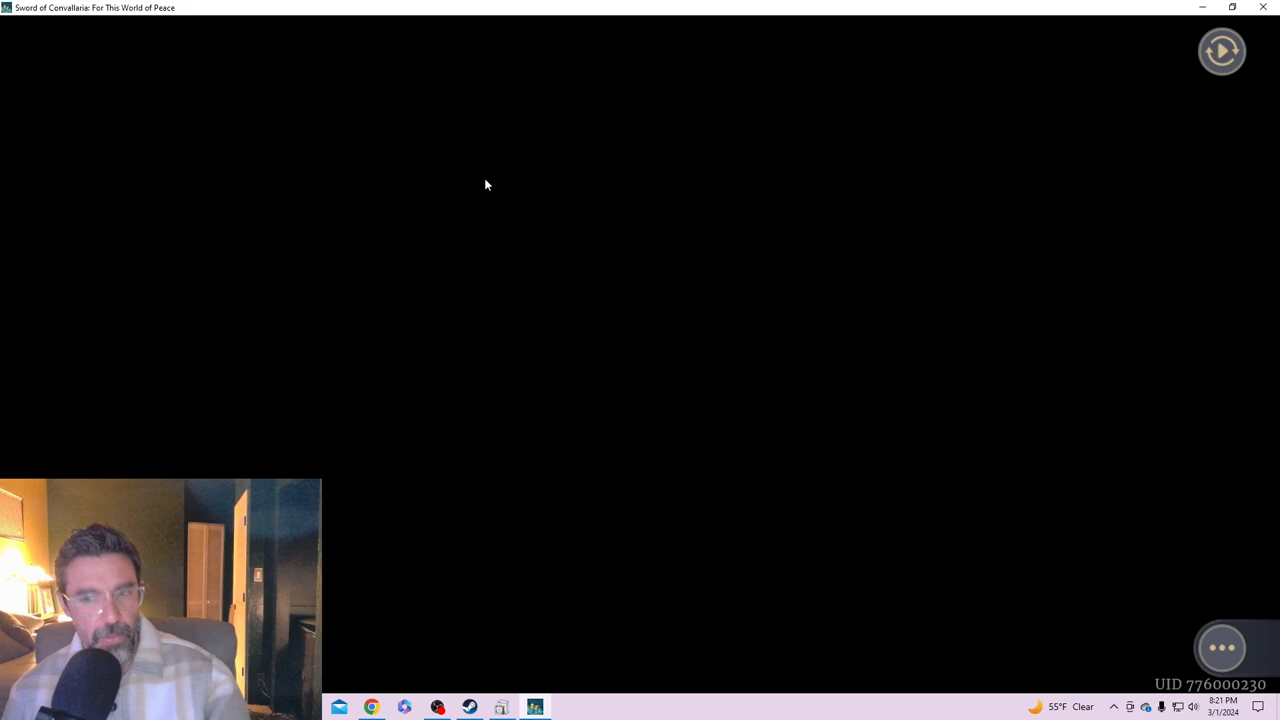 Sword of Convallaria: For This World of Peace
UID 776000230
55°F Clear
8:21 PM
3/1/2024